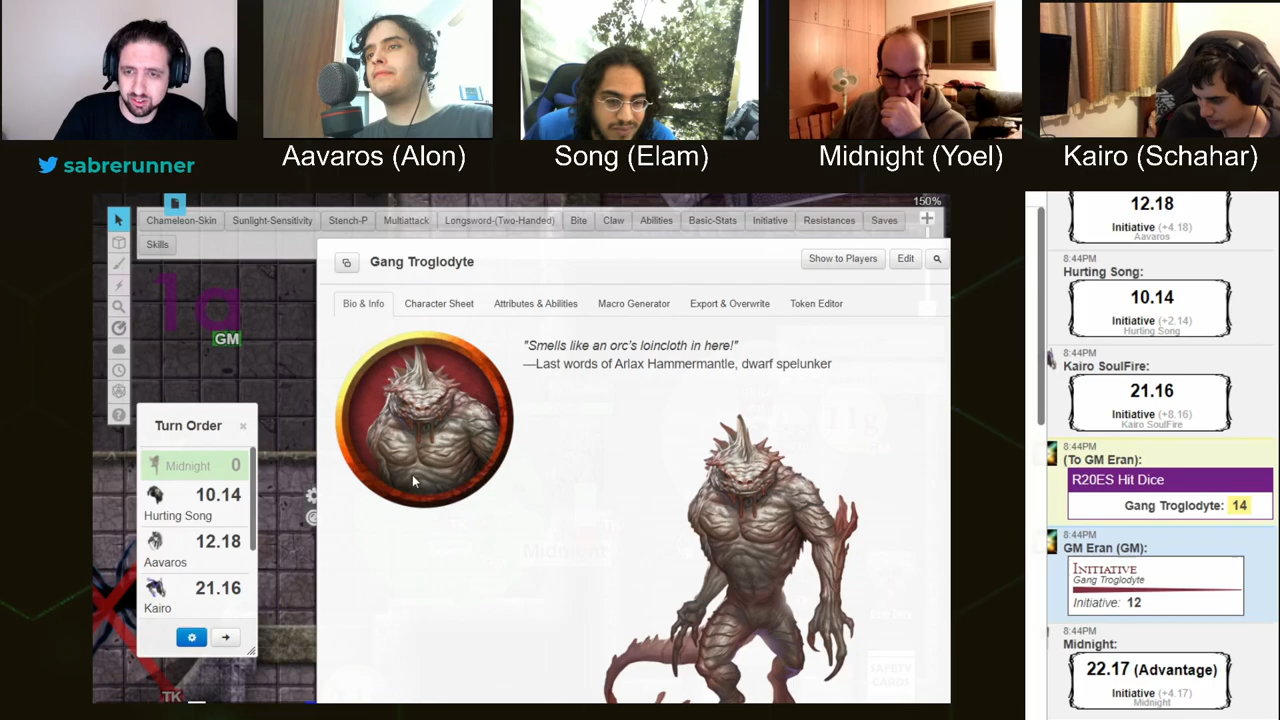 sabrerunner
Aavaros (Alon)
Song (Elam)
Midnight (Yoel)
Kairo (Schahar)
150%
Chameleon-Skin
Sunlight-Sensitivity
Stench-P
Multiattack
Longsword-(Two-Handed)
Bite
Claw
Abilities
Basic-Stats
Initiative
Resistances
Saves
Skills
1a
GM
Gang Troglodyte
Show to Players
Edit
Bio & Info
Character Sheet
Attributes & Abilities
Macro Generator
Export & Overwrite
Token Editor
"Smells like an orc's loincloth in here!"
—Last words of Arlax Hammermantle, dwarf spelunker
Turn Order
Midnight 0
10.14
Hurting Song
12.18
Aavaros
21.16
Kairo
TK
TK
Midnight
SAFETY
CARDS
12.18
Initiative (+4.18)
Aavaros
8:44PM
Hurting Song:
10.14
Initiative (+2.14)
Hurting Song
8:44PM
Kairo SoulFire:
21.16
Initiative (+8.16)
Kairo SoulFire
8:44PM
(To GM Eran):
R20ES Hit Dice
Gang Troglodyte: 14
8:44PM
GM Eran (GM):
INITIATIVE
Gang Troglodyte
Initiative: 12
8:44PM
Midnight:
22.17 (Advantage)
Initiative (+4.17)
Midnight